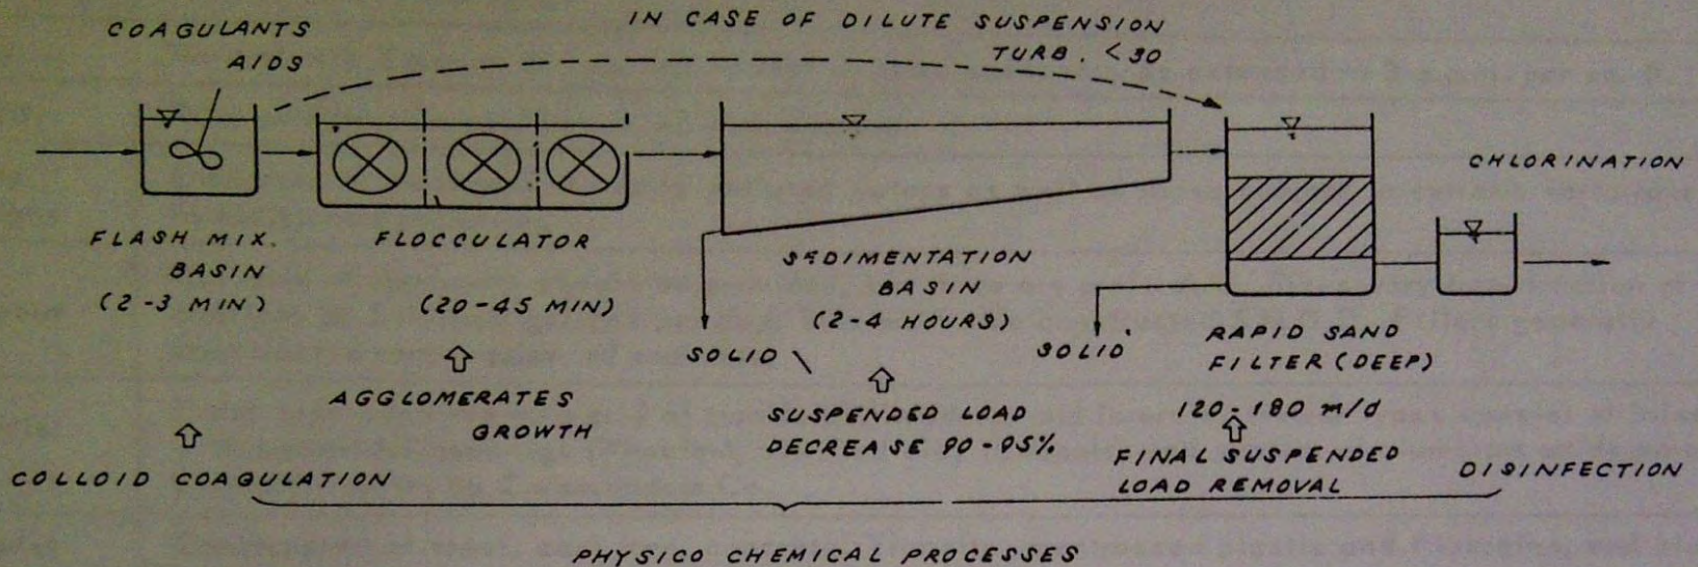 COAGULANTS
AIDS
IN CASE OF DILUTE SUSPENSION
TURB. < 30
CHLORINATION
FLASH MIX.
BASIN
(2-3 MIN)
FLOCCULATOR
(20-45 MIN)
SEDIMENTATION
BASIN
(2-4 HOURS)
SOLID
SOLID
RAPID SAND
FILTER (DEEP)
120-180 m/d
AGGLOMERATES
GROWTH
SUSPENDED LOAD
DECREASE 90-95%
FINAL SUSPENDED
LOAD REMOVAL
COLLOID COAGULATION
DISINFECTION
PHYSICO CHEMICAL PROCESSES